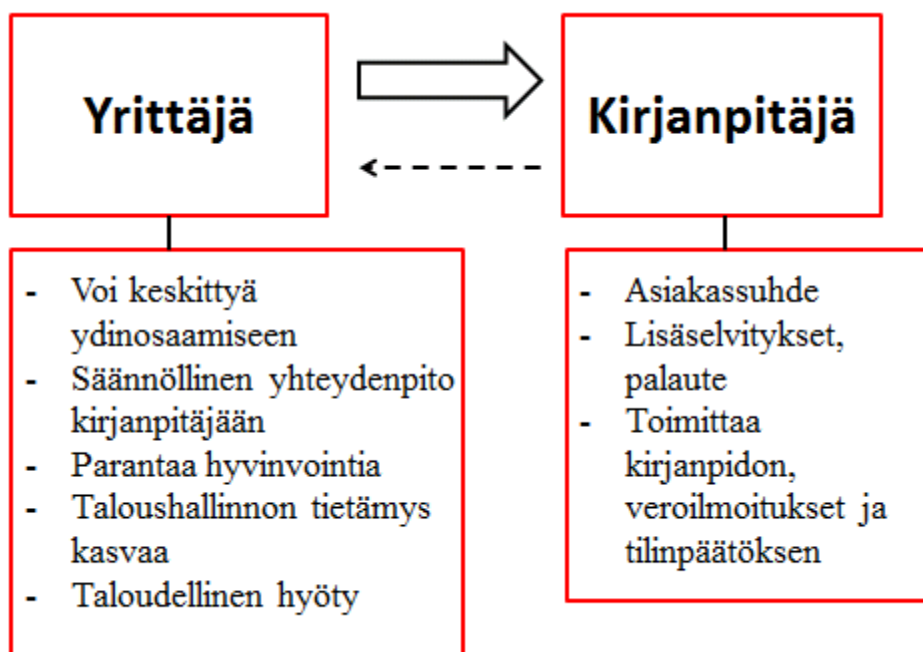 Yrittäjä
Kirjanpitäjä
- Voi keskittyä
ydinosaamiseen
- Säännöllinen yhteydenpito
kirjanpitäjään
- Parantaa hyvinvointia
- Taloushallinnon tietämys
kasvaa
- Taloudellinen hyöty
- Asiakassuhde
- Lisäselvitykset,
palaute
- Toimittaa
kirjanpidon,
veroilmoitukset ja
tilinpäätöksen